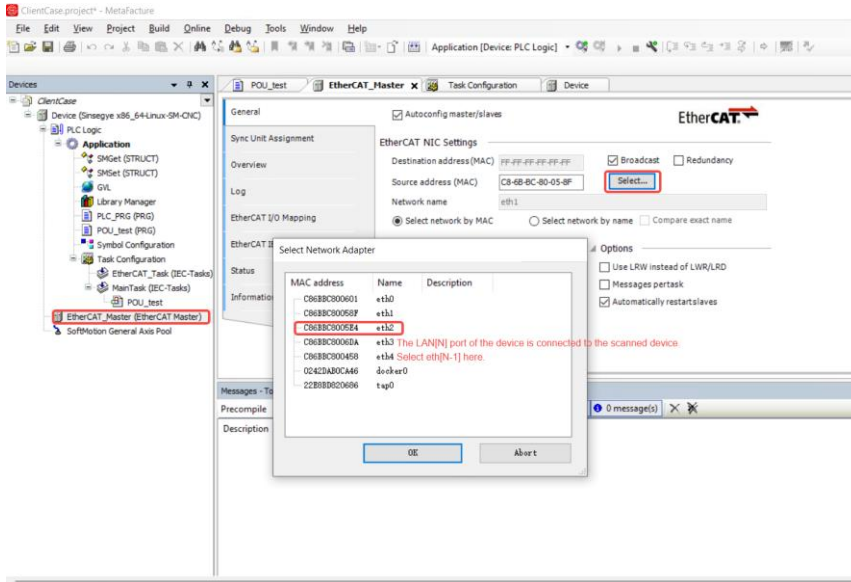 ClientCase.project* - MetaFacture
File Edit View Project Build Online Debug Tools Window Help
Application [Device: PLC Logic]
Devices
POU_test EtherCAT_Master Task Configuration Device
ClientCase
Device (Sinsegye x86_64-Linux-SM-CNC)
PLC Logic
Application
SMGet (STRUCT)
SMSet (STRUCT)
GVL
Library Manager
PLC_PRG (PRG)
POU_test (PRG)
Symbol Configuration
Task Configuration
EtherCAT_Task (IEC-Tasks)
MainTask (IEC-Tasks)
POU_test
EtherCAT_Master (EtherCAT Master)
SoftMotion General Axis Pool
General
Sync Unit Assignment
Overview
Log
EtherCAT I/O Mapping
EtherCAT IE
Status
Informatio
Autoconfig master/slaves
EtherCAT
EtherCAT NIC Settings
Destination address (MAC) FF-FF-FF-FF-FF-FF Broadcast Redundancy
Source address (MAC) C8-6B-BC-80-05-8F Select...
Network name eth1
Select network by MAC Select network by name Compare exact name
Options
Use LRW instead of LWR/LRD
Messages pertask
Automatically restartslaves
Select Network Adapter
MAC address Name Description
C86BBC800601 eth0
C86BBC80058F eth1
C86BBC8005E4 eth2
C86BBC8006DA eth3 The LAN[N] port of the device is connected to the scanned device.
C86BBC800458 eth4 Select eth[N-1] here.
0242DAB0CA46 docker0
22E8BD820686 tap0
OK Abort
Messages - To
Precompile 0 message(s)
Description